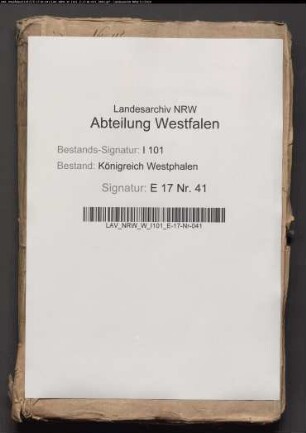 Landesarchiv NRW
Abteilung Westfalen
Bestands-Signatur: I 101
Bestand: Königreich Westphalen
Signatur: E 17 Nr. 41
LAV_NRW_W_I101_E-17-Nr-041